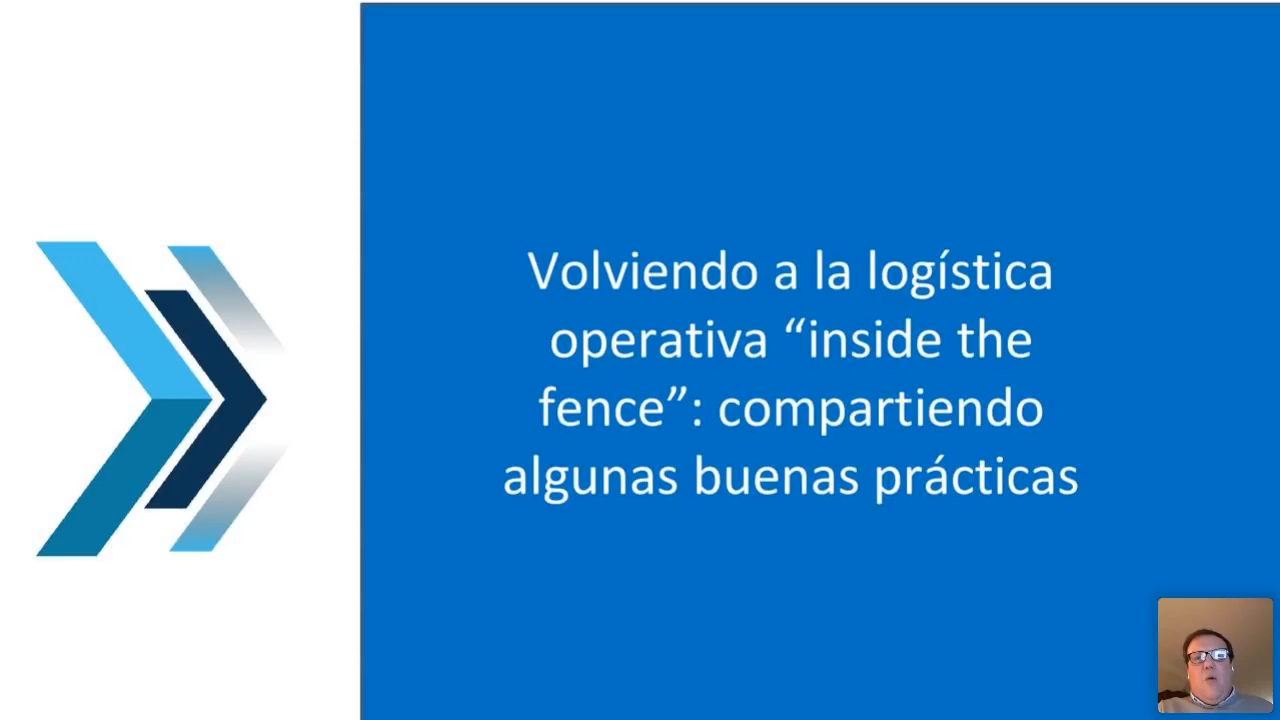 Volviendo a la logística
operativa “inside the
fence”: compartiendo
algunas buenas prácticas